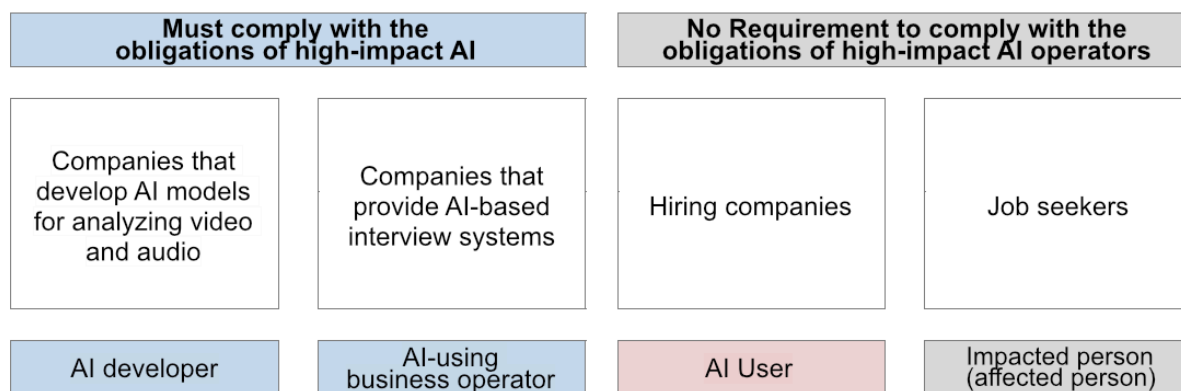 Must comply with the
obligations of high-impact AI
No Requirement to comply with the
obligations of high-impact AI operators
Companies that
develop AI models
for analyzing video
and audio
Companies that
provide AI-based
interview systems
Hiring companies
Job seekers
AI developer
AI-using
business operator
AI User
Impacted person
(affected person)